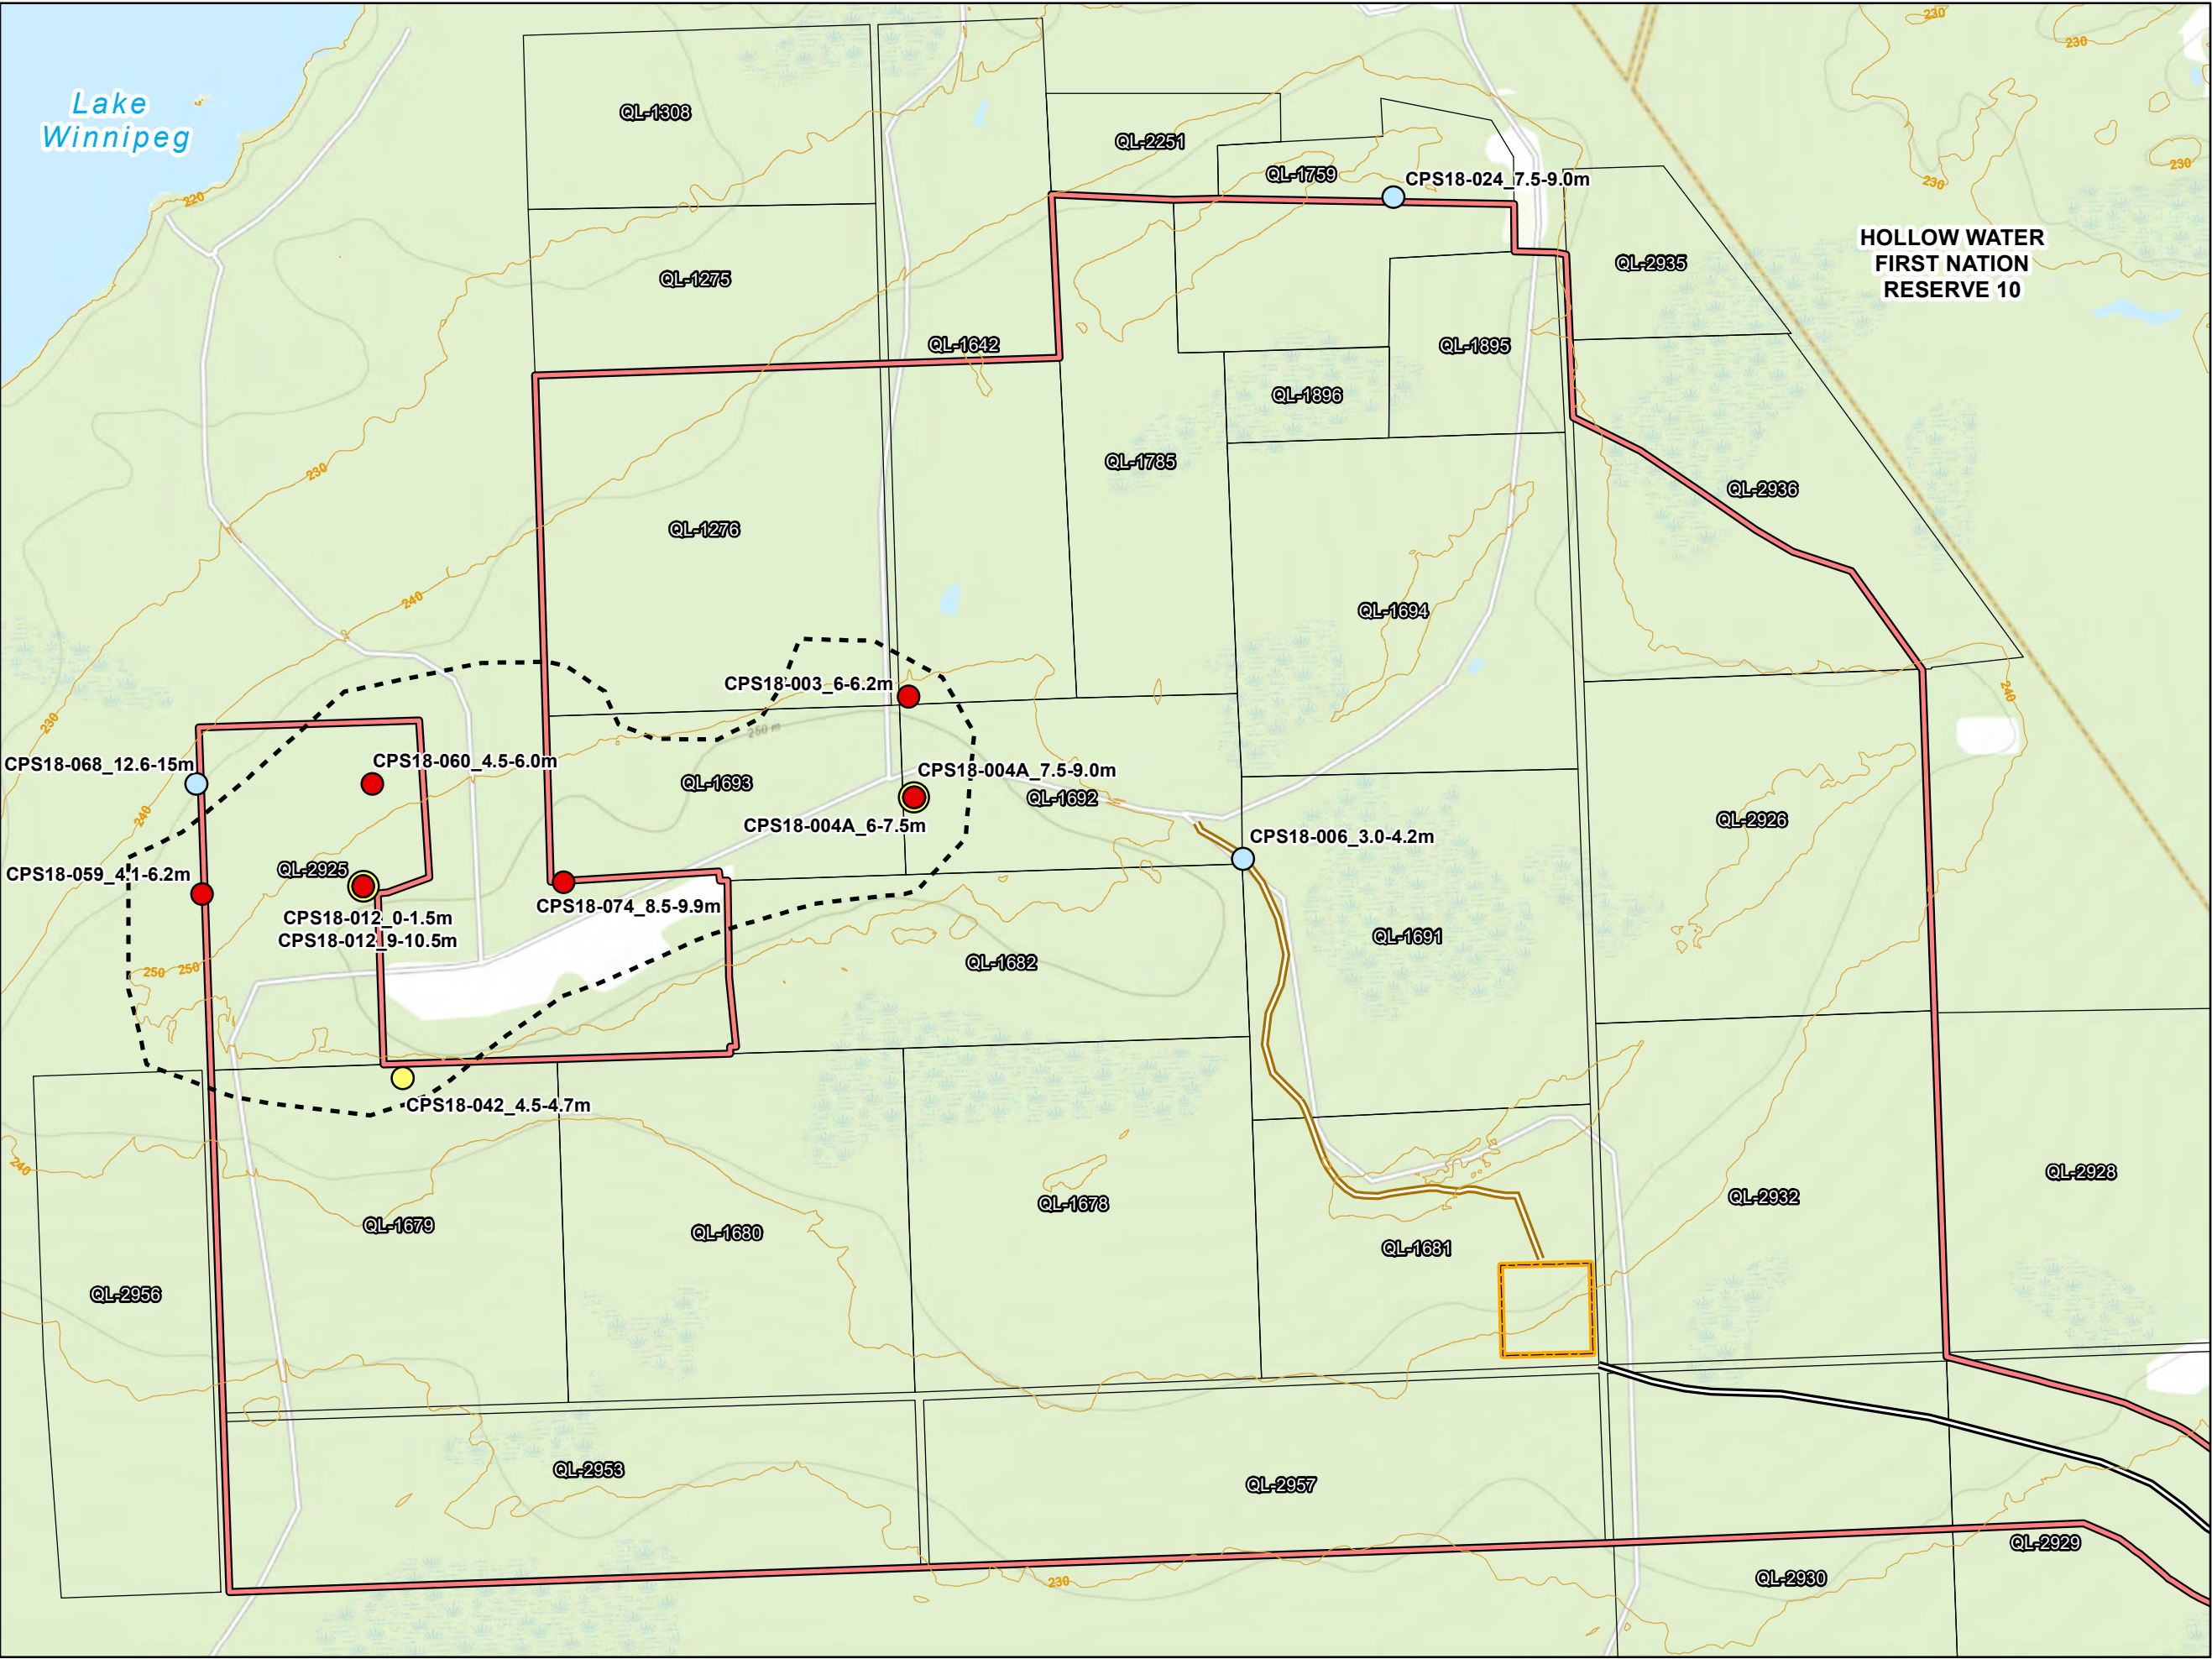 230
230
Lake
Winnipeg
QL-1308
QL-2251
230
QL-1759
CPS18-024_7.5-9.0m
230
220
HOLLOW WATER
FIRST NATION
RESERVE 10
QL-2935
QL-1275
QL-1642
QL-1895
QL-1896
QL-1785
230
QL-2936
QL-1276
240
QL-1694
CPS18-003_6-6.2m
240
230
250 m
CPS18-068_12.6-15m
CPS18-060_4.5-6.0m
CPS18-004A_7.5-9.0m
QL-1693
QL-1692
240
CPS18-004A_6-7.5m
QL-2926
CPS18-006_3.0-4.2m
QL-2925
CPS18-059_4.1-6.2m
CPS18-074_8.5-9.9m
CPS18-012_0-1.5m
CPS18-012_9-10.5m
QL-1691
QL-1682
250
250
CPS18-042_4.5-4.7m
240
QL-2928
QL-2932
QL-1678
QL-1679
QL-1680
QL-1681
QL-2956
QL-2953
QL-2957
QL-2929
230
QL-2930